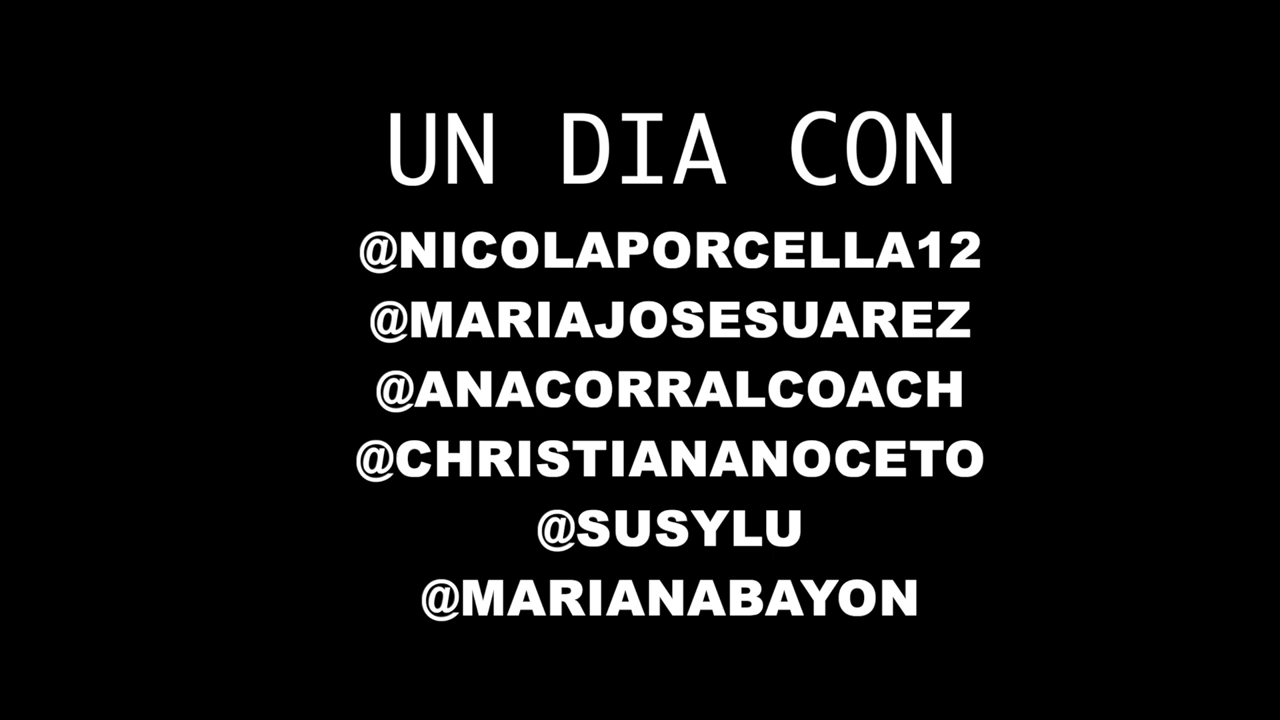 UN DIA CON
@NICOLAPORCELLA12
@MARIAJOSESUAREZ
@ANACORRALCOACH
@CHRISTIANANOCETO
@SUSYLU
@MARIANABAYON